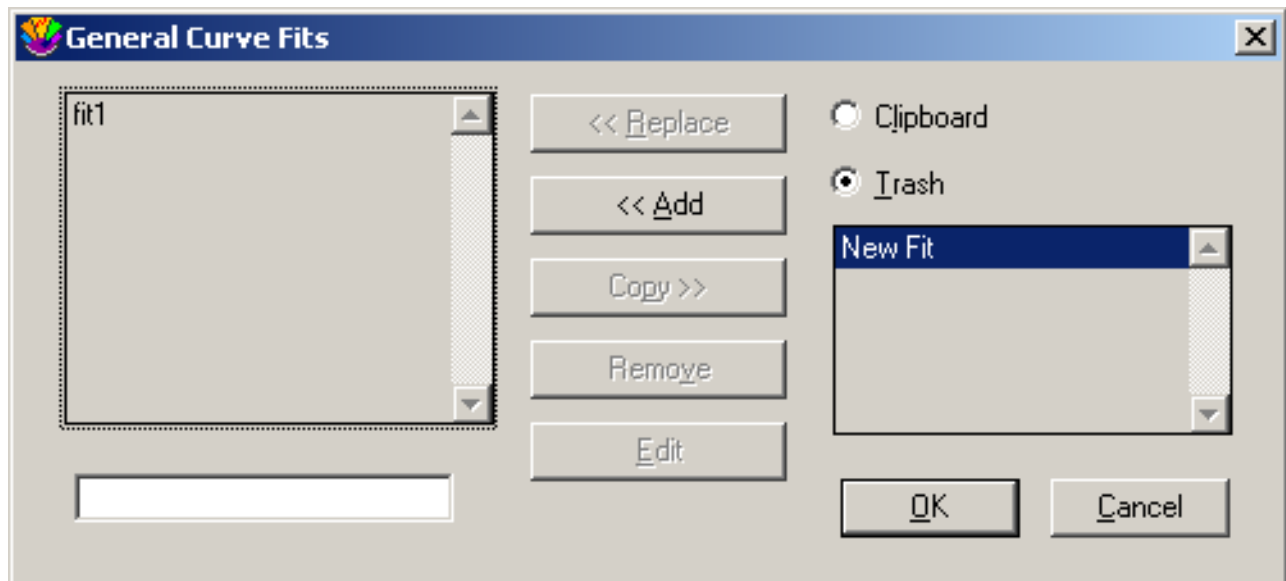 General Curve Fits
fit1
<< Replace
<< Add
Copy >>
Remove
Edit
Clipboard
Trash
New Fit
OK
Cancel